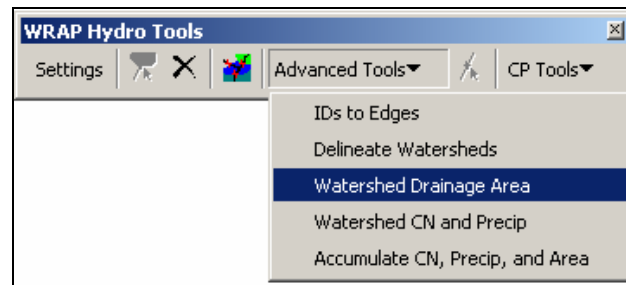 WRAP Hydro Tools
Settings Advanced Tools CP Tools
IDs to Edges
Delineate Watersheds
Watershed Drainage Area
Watershed CN and Precip
Accumulate CN, Precip, and Area